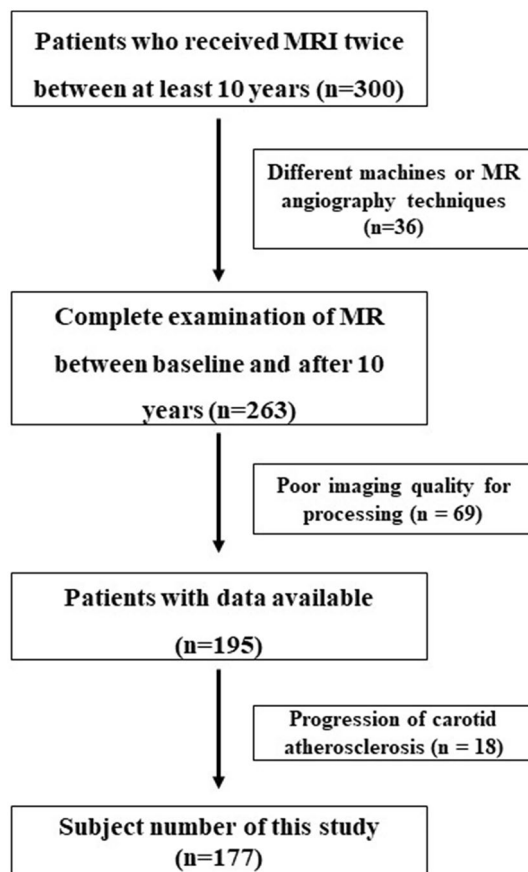 Patients who received MRI twice
between at least 10 years (n=300)
Different machines or MR
angiography techniques
(n=36)
Complete examination of MR
between baseline and after 10
years (n=263)
Poor imaging quality for
processing (n = 69)
Patients with data available
(n=195)
Progression of carotid
atherosclerosis (n = 18)
Subject number of this study
(n=177)